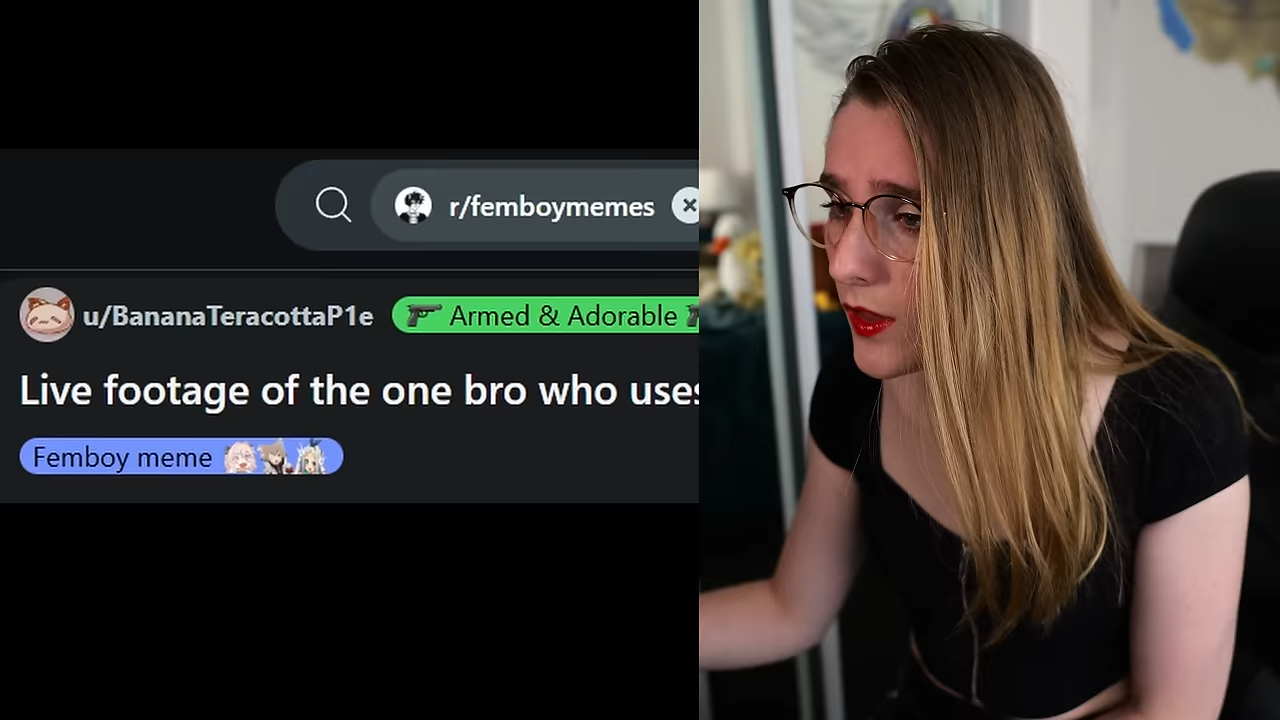 r/femboymemes
u/BananaTeracottaP1e Armed & Adorable
Live footage of the one bro who uses
Femboy meme